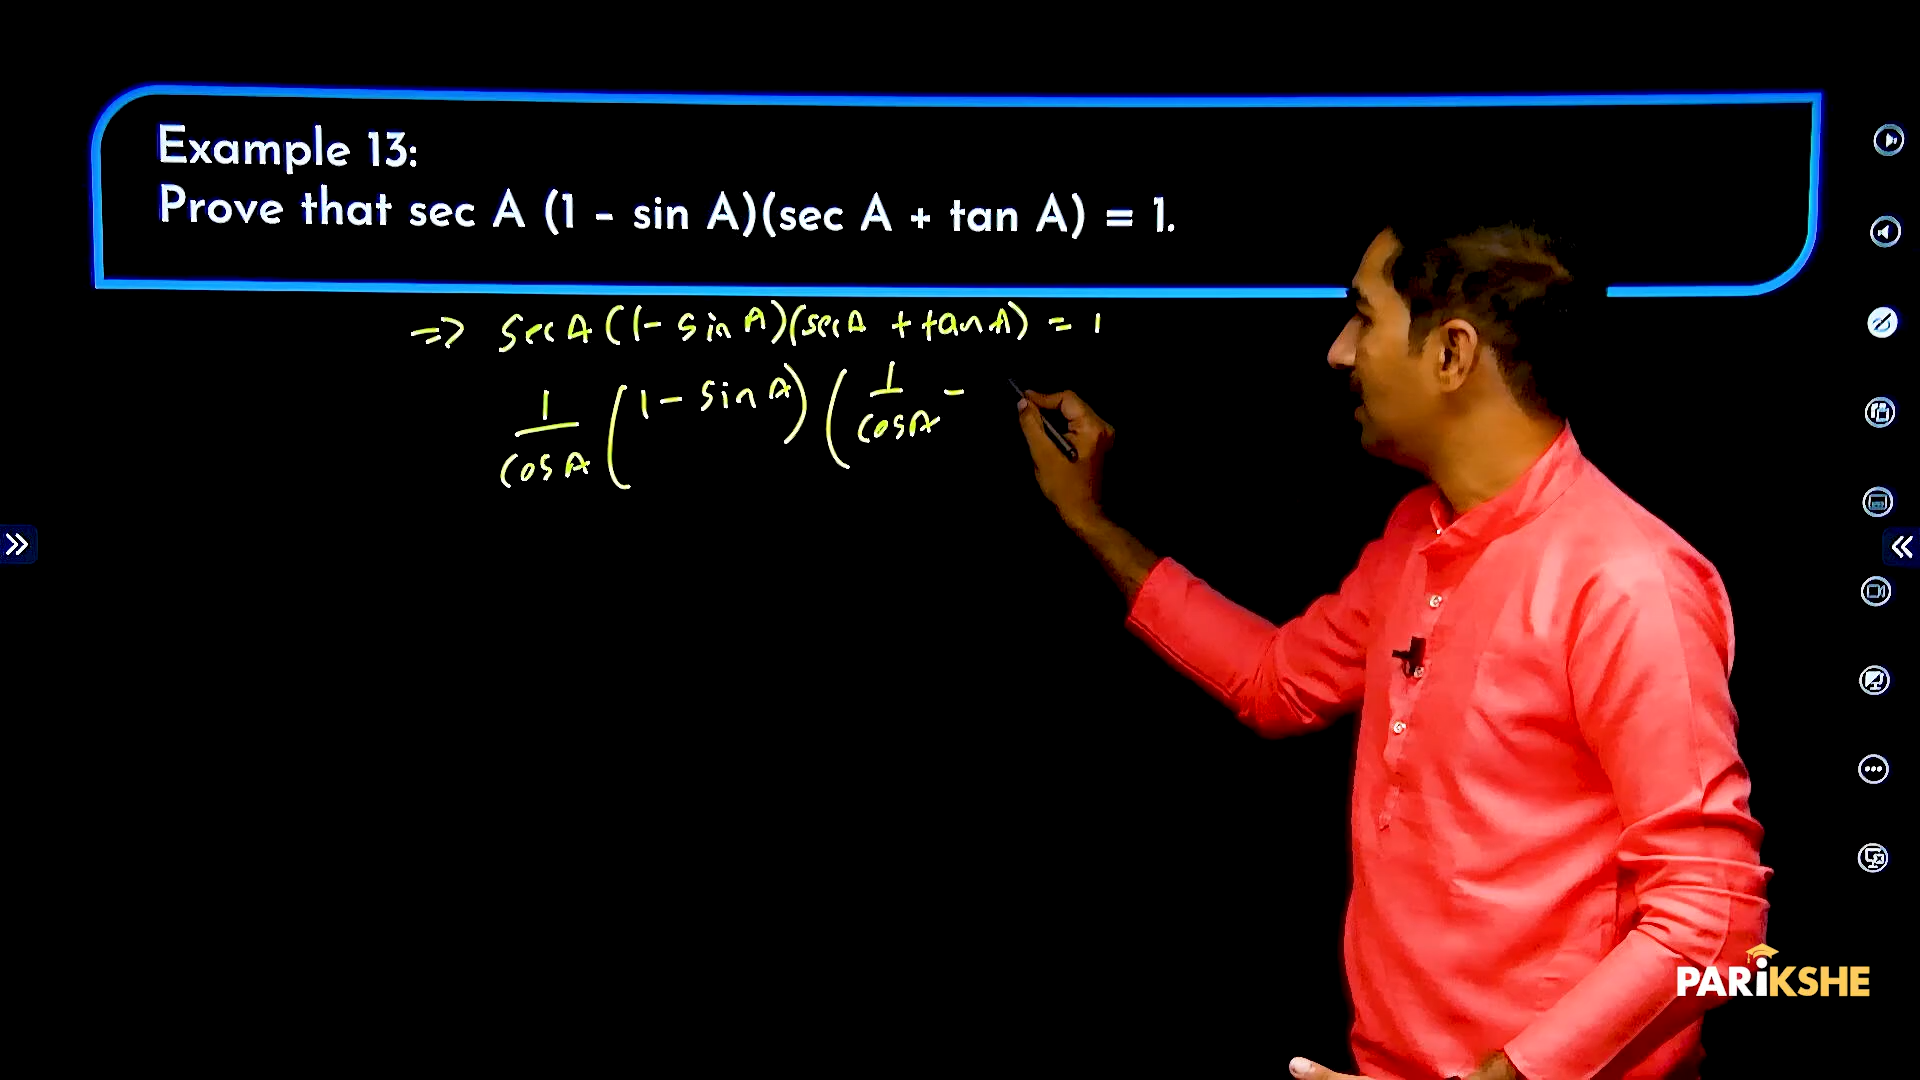 Example 13:
Prove that sec A (1 - sin A)(sec A + tan A) = 1.
=> sec A (1 - sin A)(sec A + tan A) = 1
1/cos A (1 - sin A) (1/cos A -
PARiKSHE